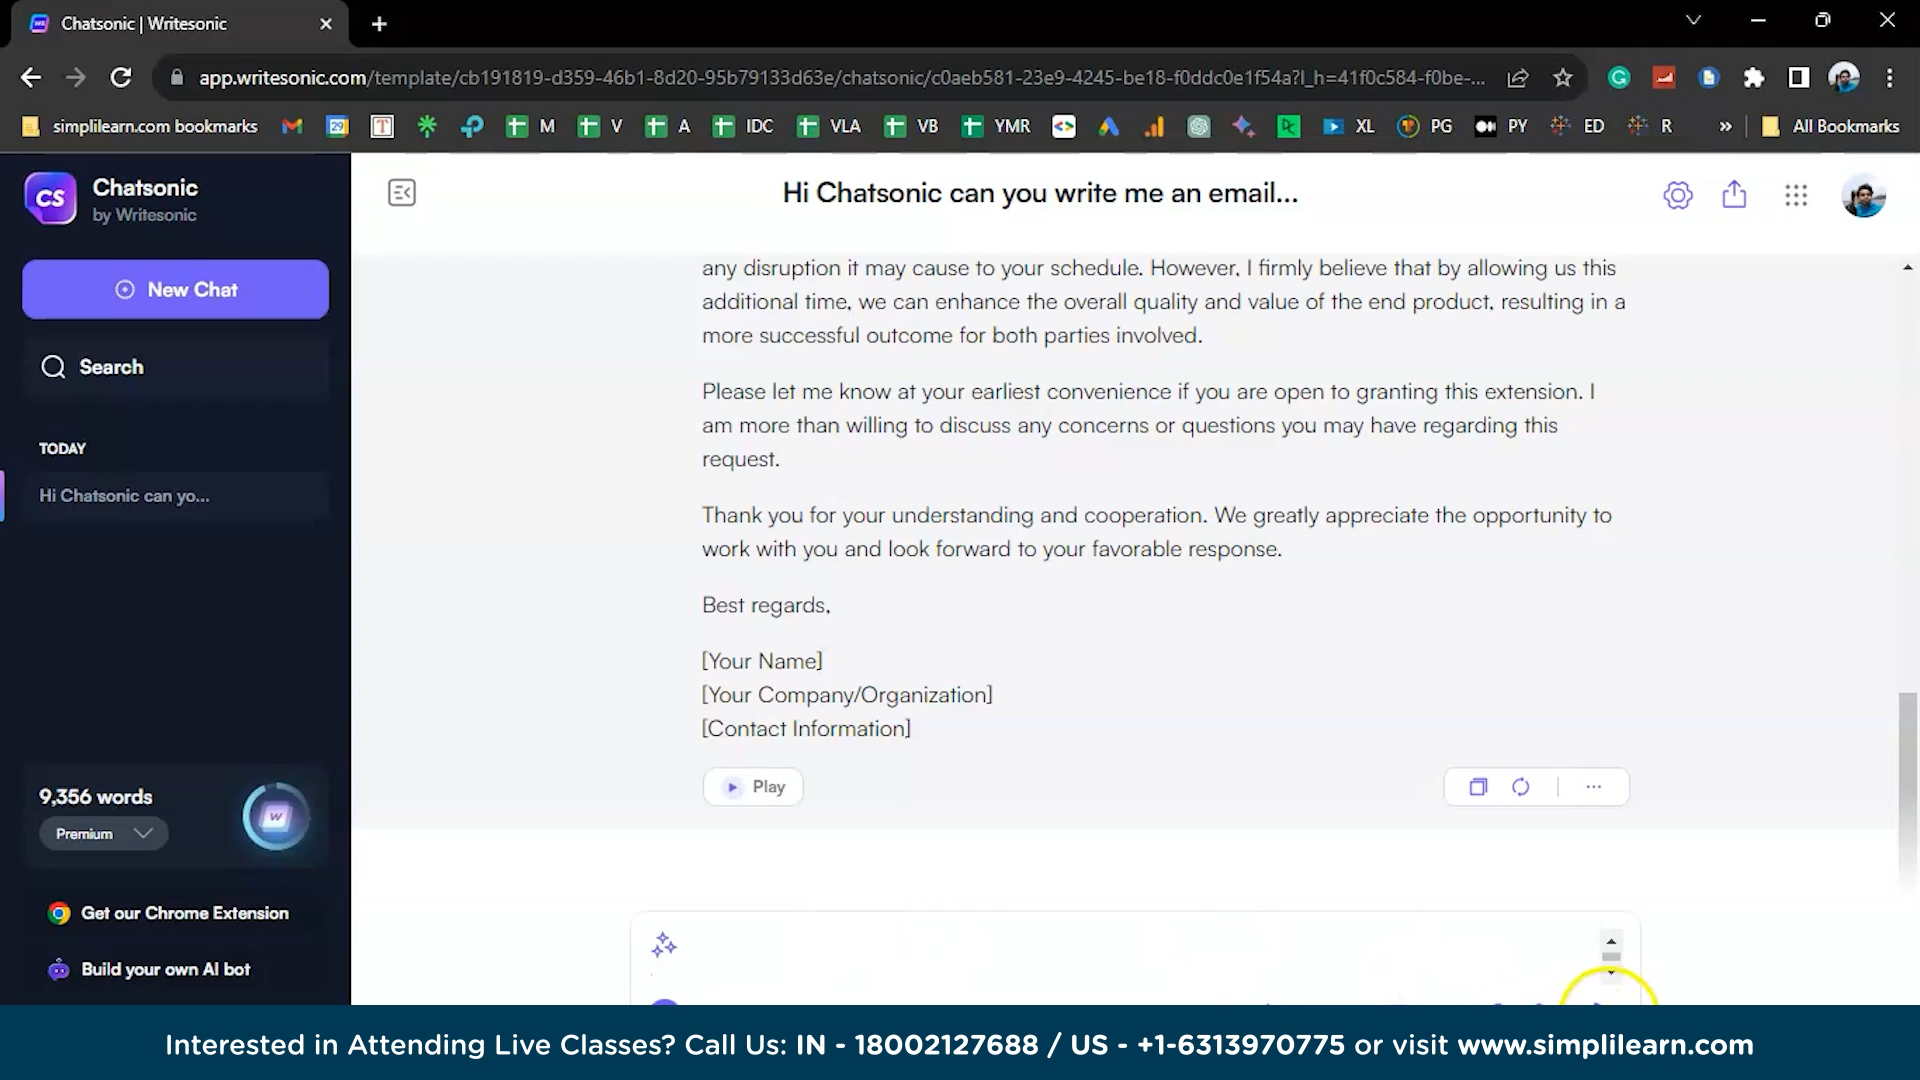 Chatsonic | Writesonic
app.writesonic.com/template/cb191819-d359-46b1-8d20-95b79133d63e/chatsonic/c0aeb581-23e9-4245-be18-f0ddc0e1f54a?l_h=41f0c584-f0be-...
simplilearn.com bookmarks M V A IDC VLA VB YMR XL PG PY ED R » All Bookmarks
CS Chatsonic
by Writesonic
Hi Chatsonic can you write me an email...
New Chat
Search
TODAY
Hi Chatsonic can yo...
any disruption it may cause to your schedule. However, I firmly believe that by allowing us this
additional time, we can enhance the overall quality and value of the end product, resulting in a
more successful outcome for both parties involved.
Please let me know at your earliest convenience if you are open to granting this extension. I
am more than willing to discuss any concerns or questions you may have regarding this
request.
Thank you for your understanding and cooperation. We greatly appreciate the opportunity to
work with you and look forward to your favorable response.
Best regards,
[Your Name]
[Your Company/Organization]
[Contact Information]
Play
9,356 words
Premium
Get our Chrome Extension
Build your own AI bot
Interested in Attending Live Classes? Call Us: IN - 18002127688 / US - +1-6313970775 or visit www.simplilearn.com